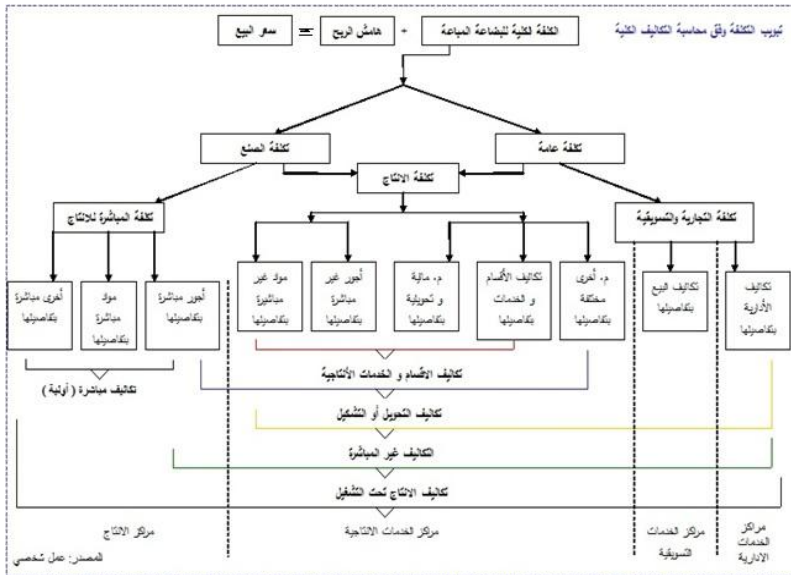 تبويب التكلفة وفق محاسبة التكاليف الكلية
الكلفة الكلية للبضاعة المباعة + هامش الربح = سعر البيع
تكلفة عامة
تكلفة الصنع
تكلفة الانتاج
تكلفة التجارية والتسويقية
تكلفة المباشرة للانتاج
تكاليف
الأدارية
بتفاصيلها
تكاليف البيع
بتفاصيلها
م. أخرى
مختلفة
بتفاصيلها
تكاليف الأقسام
و الخدمات
بتفاصيلها
م. مالية
و تحويلية
بتفاصيلها
أجور غير
مباشرة
بتفاصيلها
مواد غير
مباشرة
بتفاصيلها
أجور مباشرة
بتفاصيلها
مواد
مباشرة
بتفاصيلها
أخرى مباشرة
بتفاصيلها
تكاليف الاقسام و الخدمات الأنتاجية
تكاليف مباشرة ( أولية )
تكاليف التحويل أو التشكيل
التكاليف غير المباشرة
تكاليف الانتاج تحت التشغيل
مراكز
الخدمات
الادارية
مراكز الخدمات
التسويقية
مراكز الخدمات الانتاجية
مراكز الانتاج
المصدر: عمل شخصي